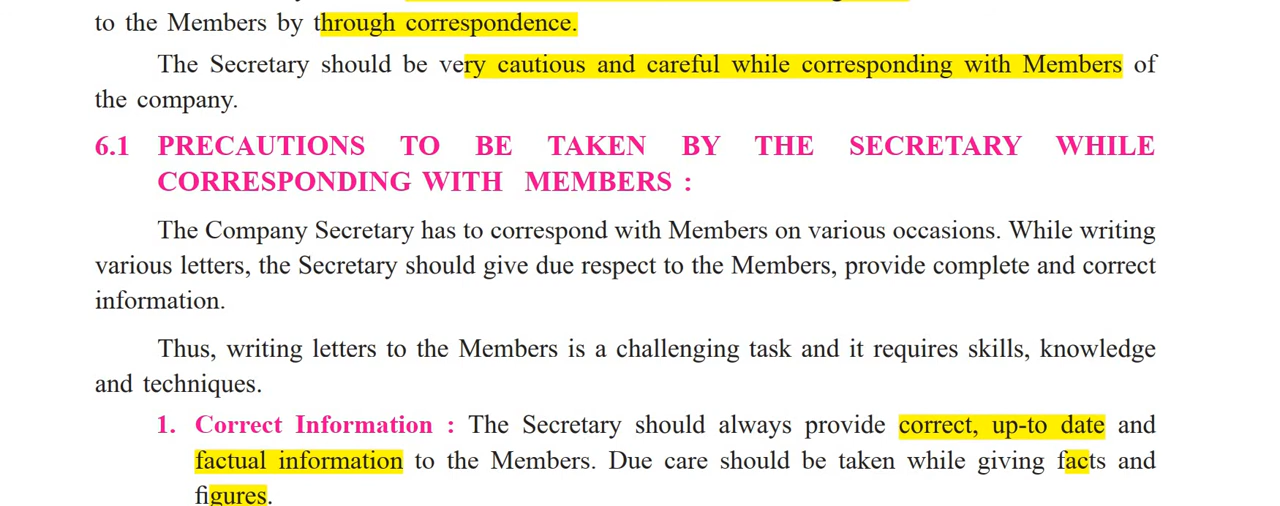 to the Members by through correspondence.
The Secretary should be very cautious and careful while corresponding with Members of
the company.
6.1 PRECAUTIONS TO BE TAKEN BY THE SECRETARY WHILE
CORRESPONDING WITH MEMBERS :
The Company Secretary has to correspond with Members on various occasions. While writing
various letters, the Secretary should give due respect to the Members, provide complete and correct
information.
Thus, writing letters to the Members is a challenging task and it requires skills, knowledge
and techniques.
1. Correct Information : The Secretary should always provide correct, up-to date and
factual information to the Members. Due care should be taken while giving facts and
figures.